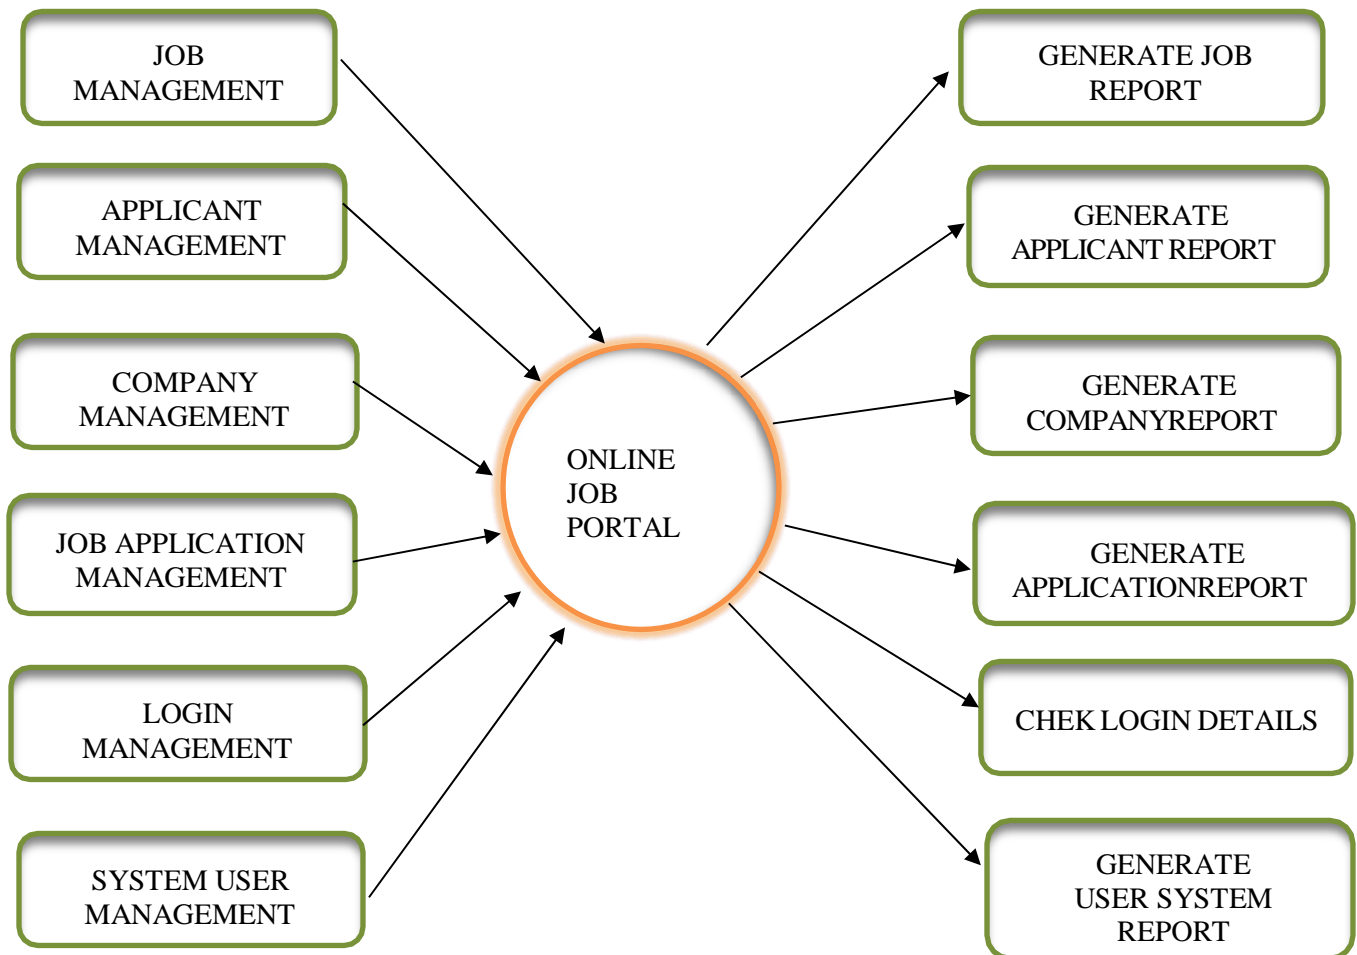 JOB
MANAGEMENT
APPLICANT
MANAGEMENT
COMPANY
MANAGEMENT
JOB APPLICATION
MANAGEMENT
LOGIN
MANAGEMENT
SYSTEM USER
MANAGEMENT
ONLINE
JOB
PORTAL
GENERATE JOB
REPORT
GENERATE
APPLICANT REPORT
GENERATE
COMPANYREPORT
GENERATE
APPLICATIONREPORT
CHEK LOGIN DETAILS
GENERATE
USER SYSTEM
REPORT